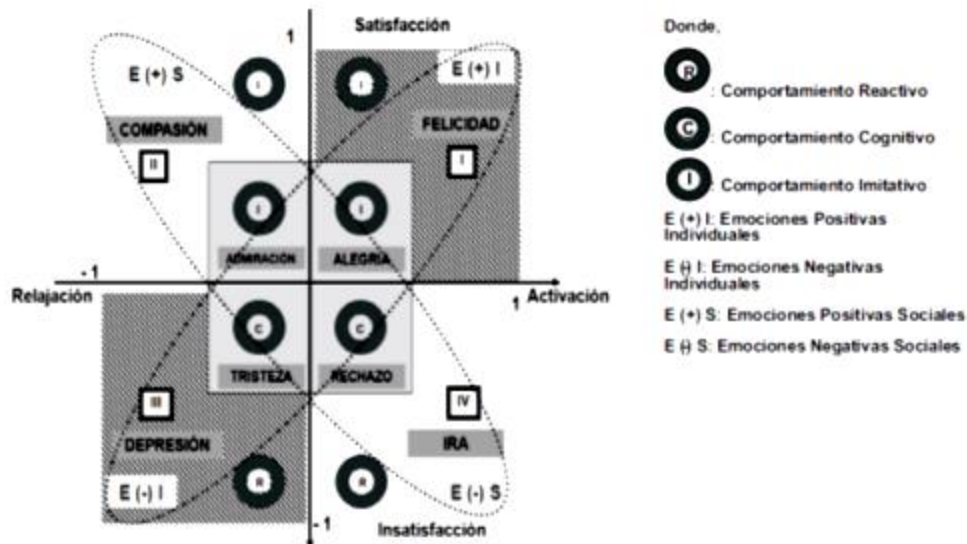 Satisfacción
1
E (+) S
I
I
E (+) I
COMPASIÓN
FELICIDAD
II
I
I
I
ADMIRACIÓN
ALEGRIA
- 1
Relajación
1
Activación
C
C
TRISTEZA
RECHAZO
III
IV
DEPRESIÓN
IRA
R
R
E (-) I
E (-) S
- 1
Insatisfacción
Donde,
R : Comportamiento Reactivo
C : Comportamiento Cognitivo
I : Comportamiento Imitativo
E (+) I: Emociones Positivas
Individuales
E (-) I: Emociones Negativas
Individuales
E (+) S: Emociones Positivas Sociales
E (-) S: Emociones Negativas Sociales